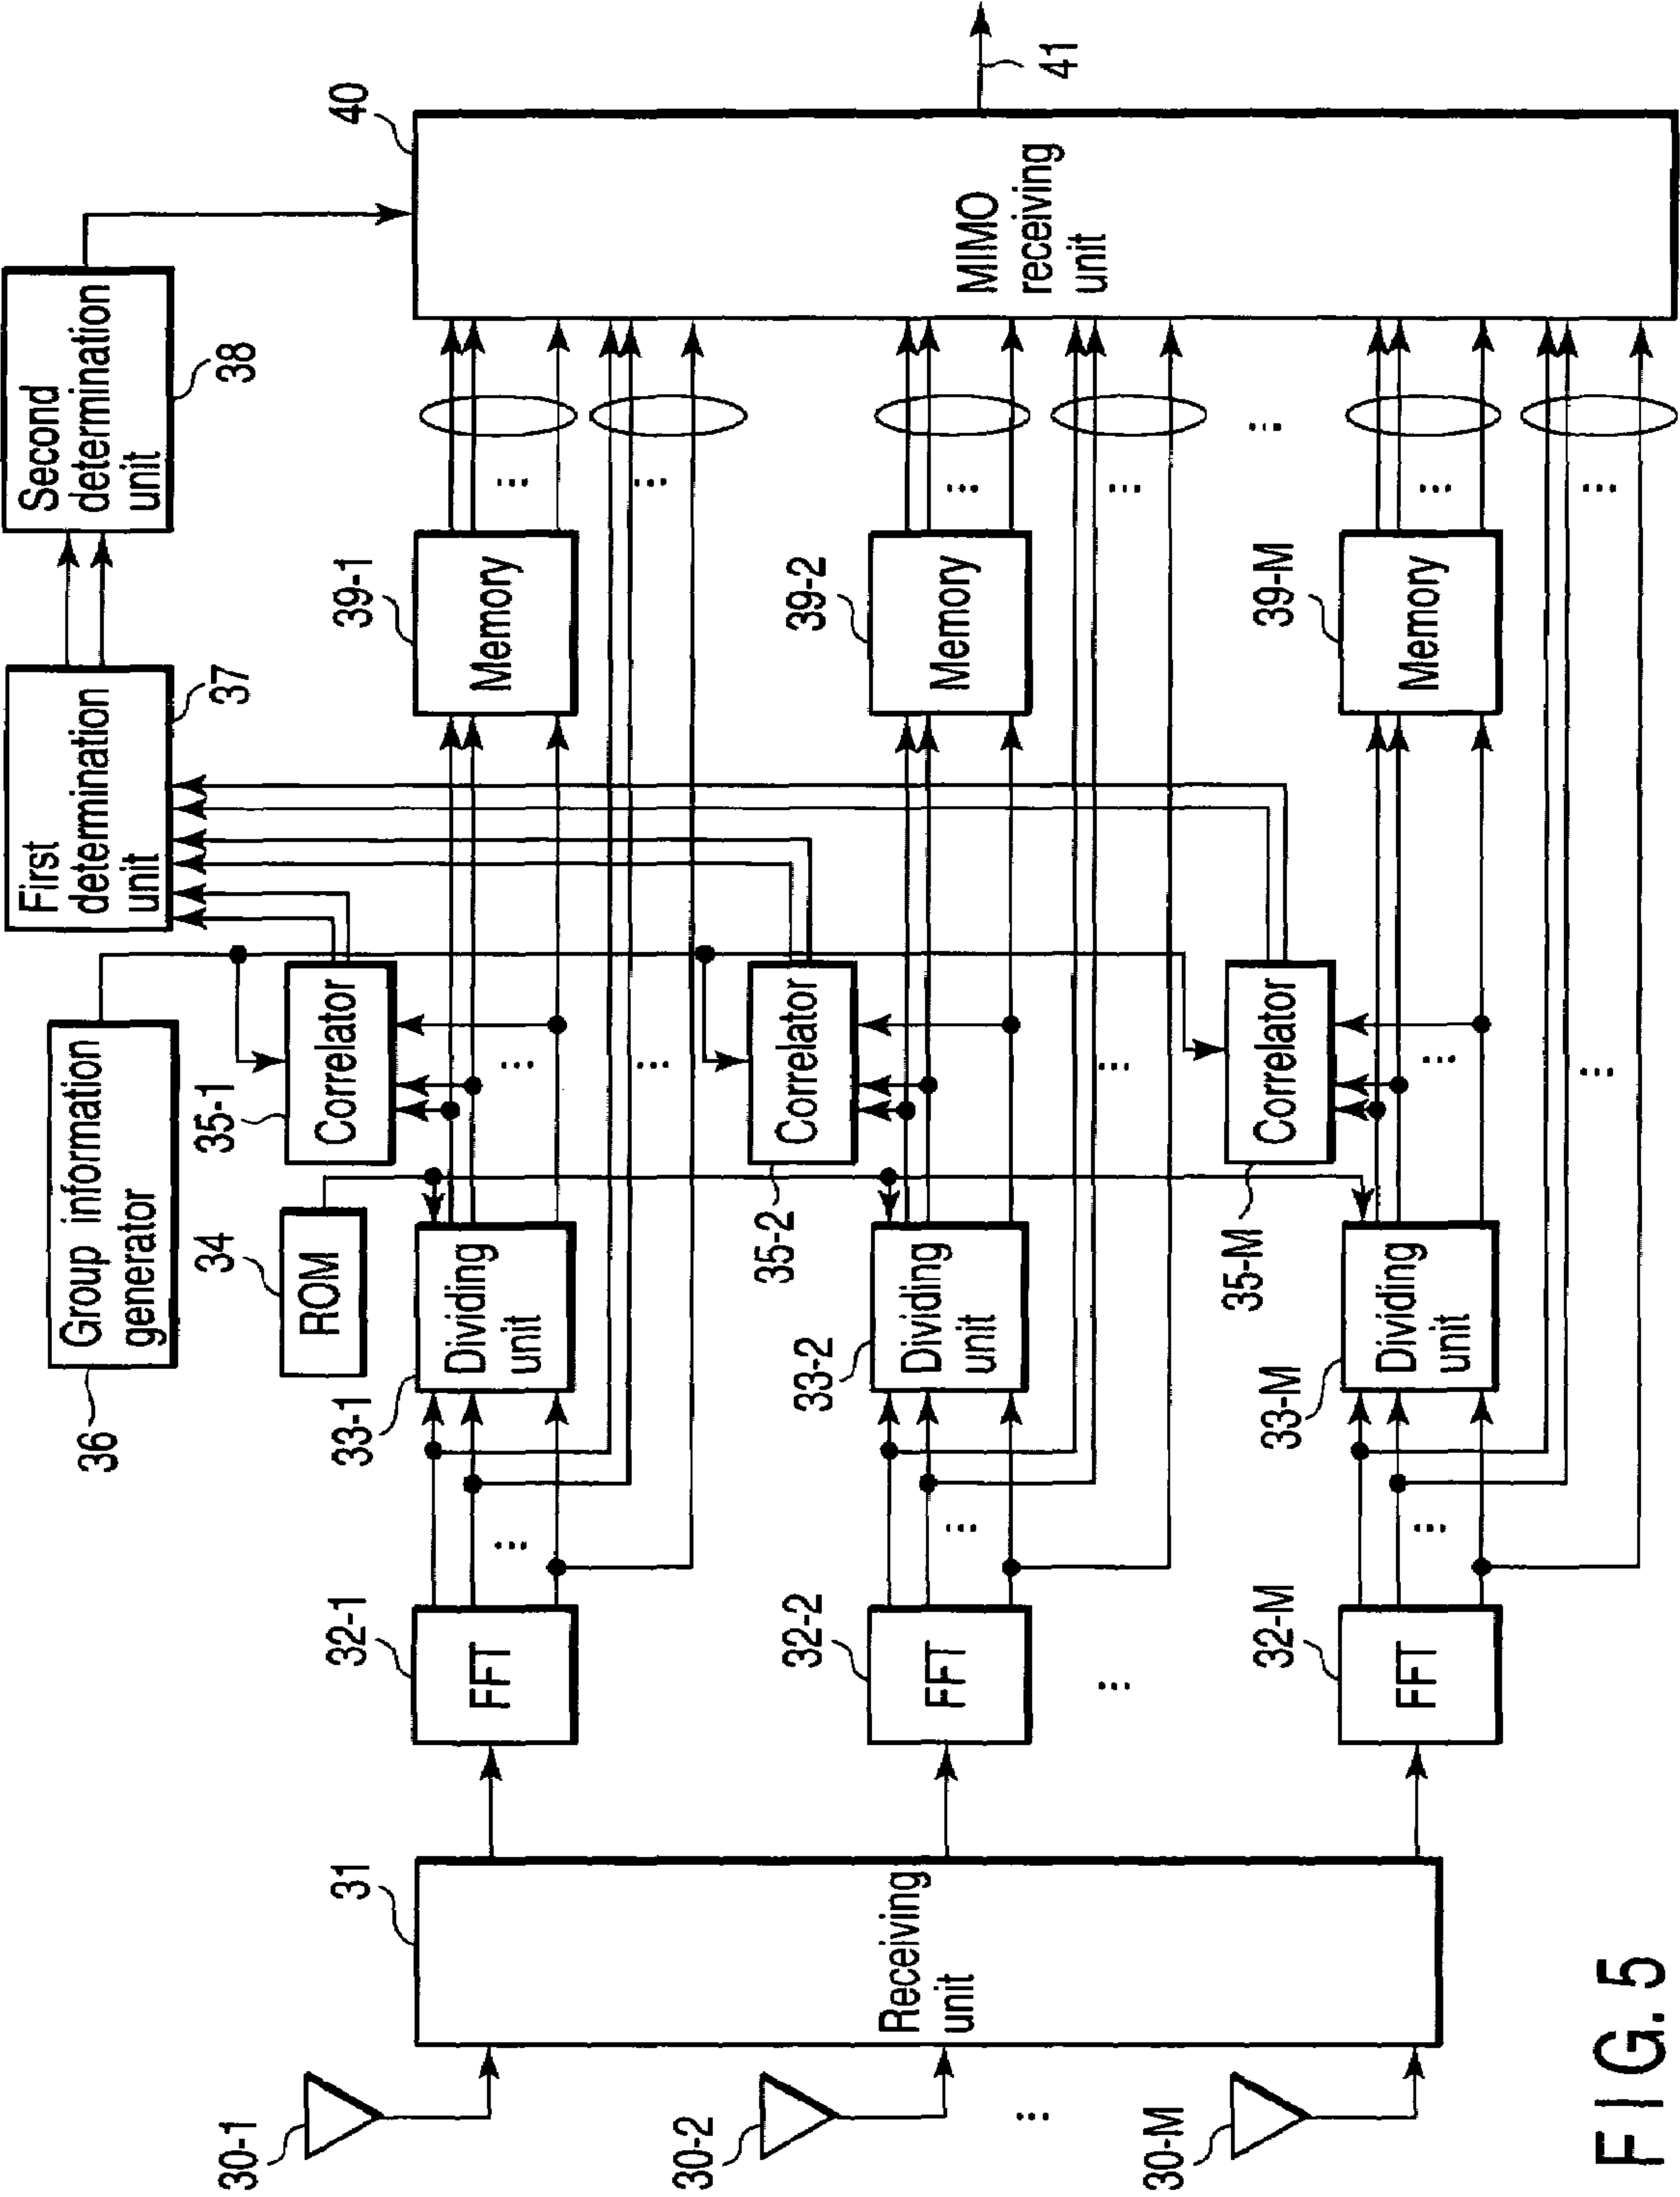 36
Group information
generator
First
determination
unit
37
Second
determination
unit
38
34
ROM
35-1
Correlator
30-1
31
Receiving
unit
32-1
FFT
33-1
Dividing
unit
39-1
Memory
40
MIMO
receiving
unit
41
...
...
...
...
...
30-2
32-2
FFT
33-2
Dividing
unit
35-2
Correlator
39-2
Memory
...
...
...
...
...
...
...
30-M
32-M
FFT
33-M
Dividing
unit
35-M
Correlator
39-M
Memory
...
...
...
...
...
FIG. 5